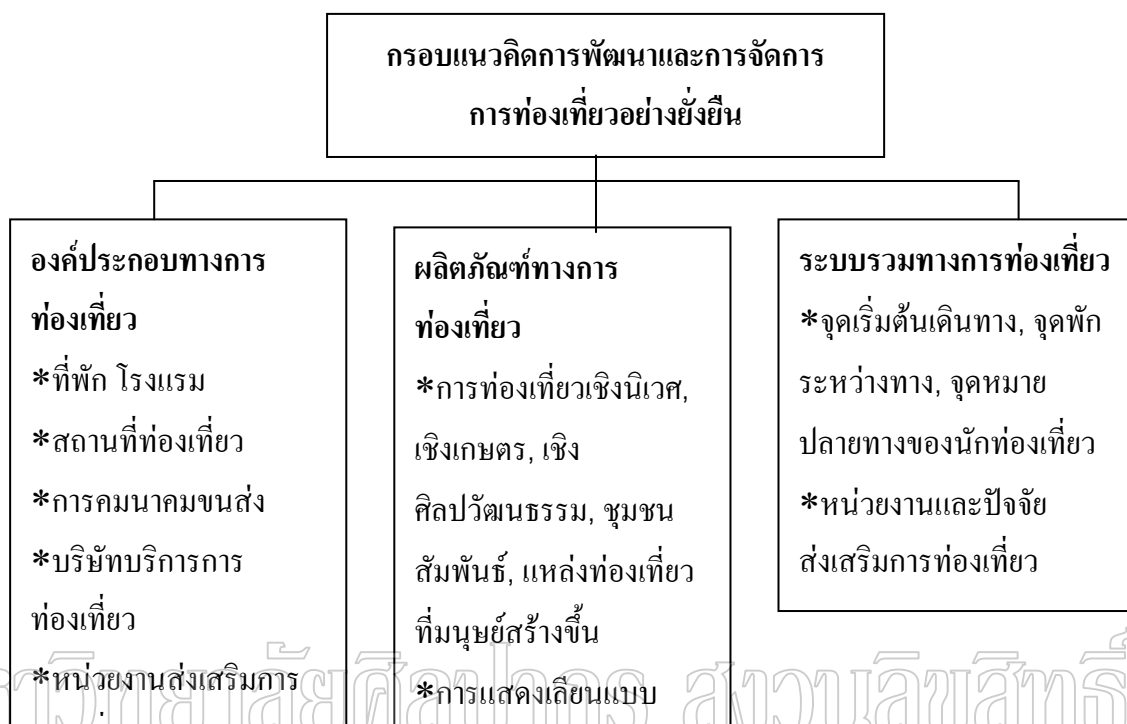 กรอบแนวคิดการพัฒนาและการจัดการ
การท่องเที่ยวอย่างยั่งยืน
องค์ประกอบทางการ
ท่องเที่ยว
*ที่พัก โรงแรม
*สถานที่ท่องเที่ยว
*การคมนาคมขนส่ง
*บริษัทบริการการ
ท่องเที่ยว
*หน่วยงานส่งเสริมการ
ผลิตภัณฑ์ทางการ
ท่องเที่ยว
*การท่องเที่ยวเชิงนิเวศ,
เชิงเกษตร, เชิง
ศิลปวัฒนธรรม, ชุมชน
สัมพันธ์, แหล่งท่องเที่ยว
ที่มนุษย์สร้างขึ้น
*การแสดงเลียนแบบ
ระบบรวมทางการท่องเที่ยว
*จุดเริ่มต้นเดินทาง, จุดพัก
ระหว่างทาง, จุดหมาย
ปลายทางของนักท่องเที่ยว
*หน่วยงานและปัจจัย
ส่งเสริมการท่องเที่ยว
สงวนลิขสิทธิ์